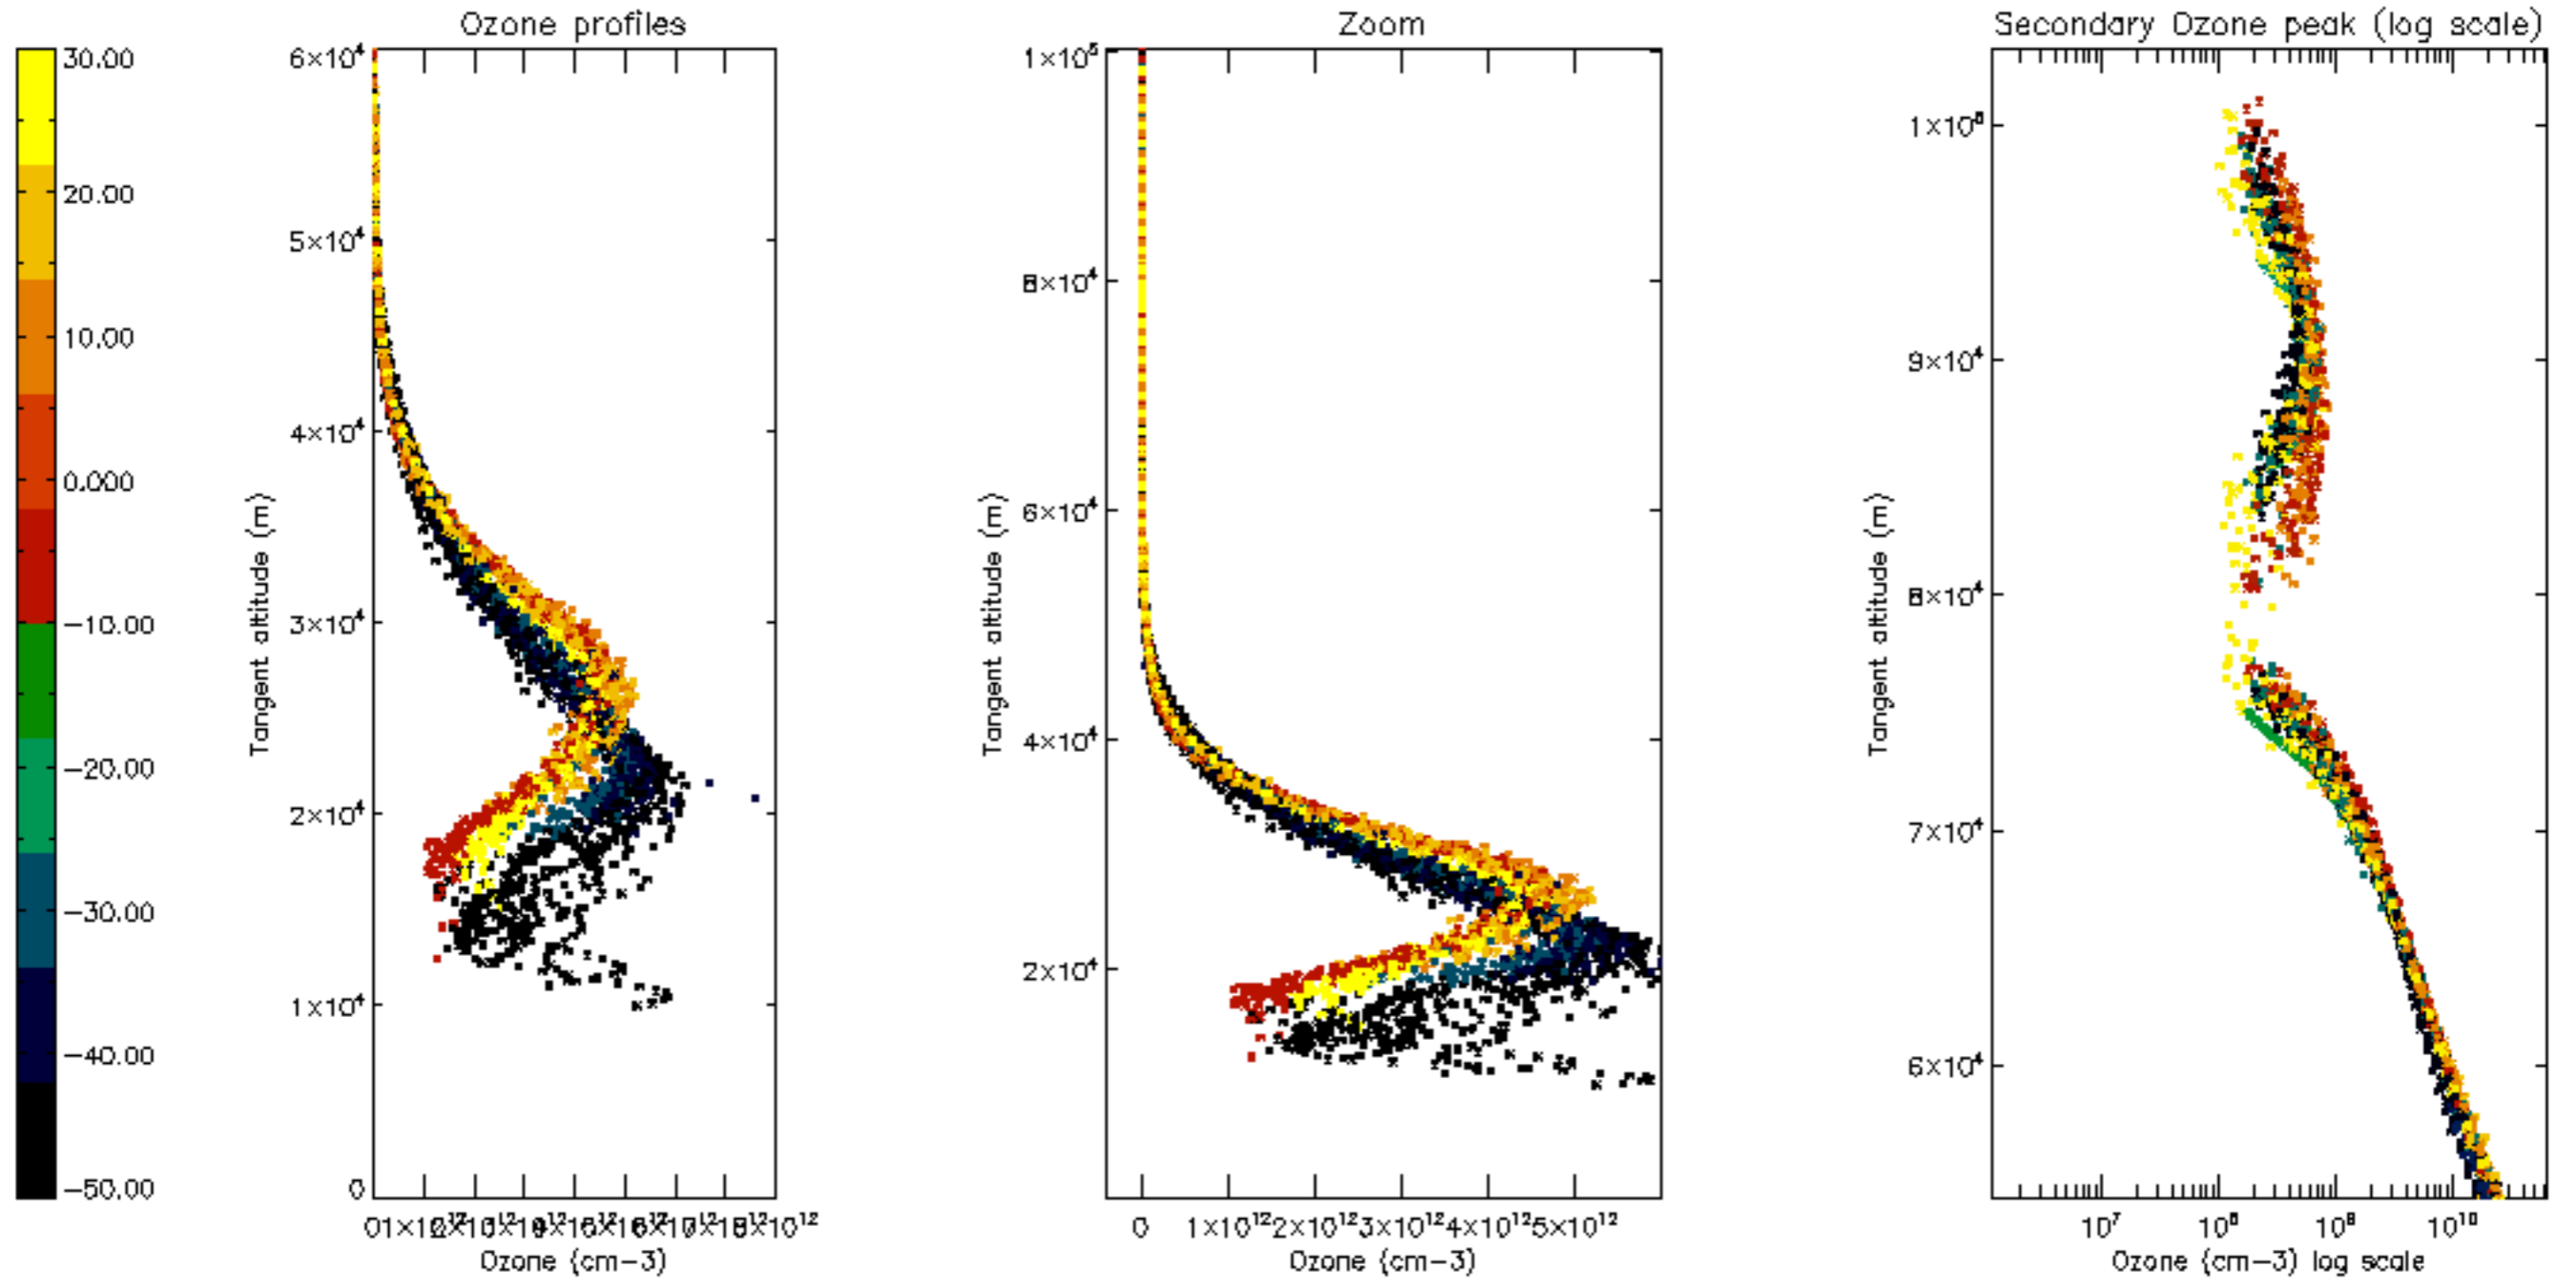 Ozone profiles
Zoom
Secondary Ozone peak (log scale)
30.00
20.00
10.00
0.000
−10.00
−20.00
−30.00
−40.00
−50.00
Tangent altitude (m)
6×10⁴
5×10⁴
4×10⁴
3×10⁴
2×10⁴
1×10⁴
0
Ozone (cm−3)
Tangent altitude (m)
1×10⁵
8×10⁴
6×10⁴
4×10⁴
2×10⁴
0 1×10¹² 2×10¹² 3×10¹² 4×10¹² 5×10¹²
Ozone (cm−3)
Tangent altitude (m)
1×10⁵
9×10⁴
8×10⁴
7×10⁴
6×10⁴
10⁷ 10⁸ 10⁹ 10¹⁰
Ozone (cm−3) log scale